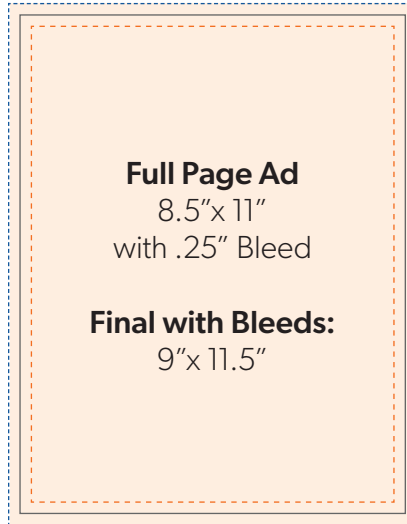 Full Page Ad
8.5”x 11”
with .25” Bleed
Final with Bleeds:
9”x 11.5”